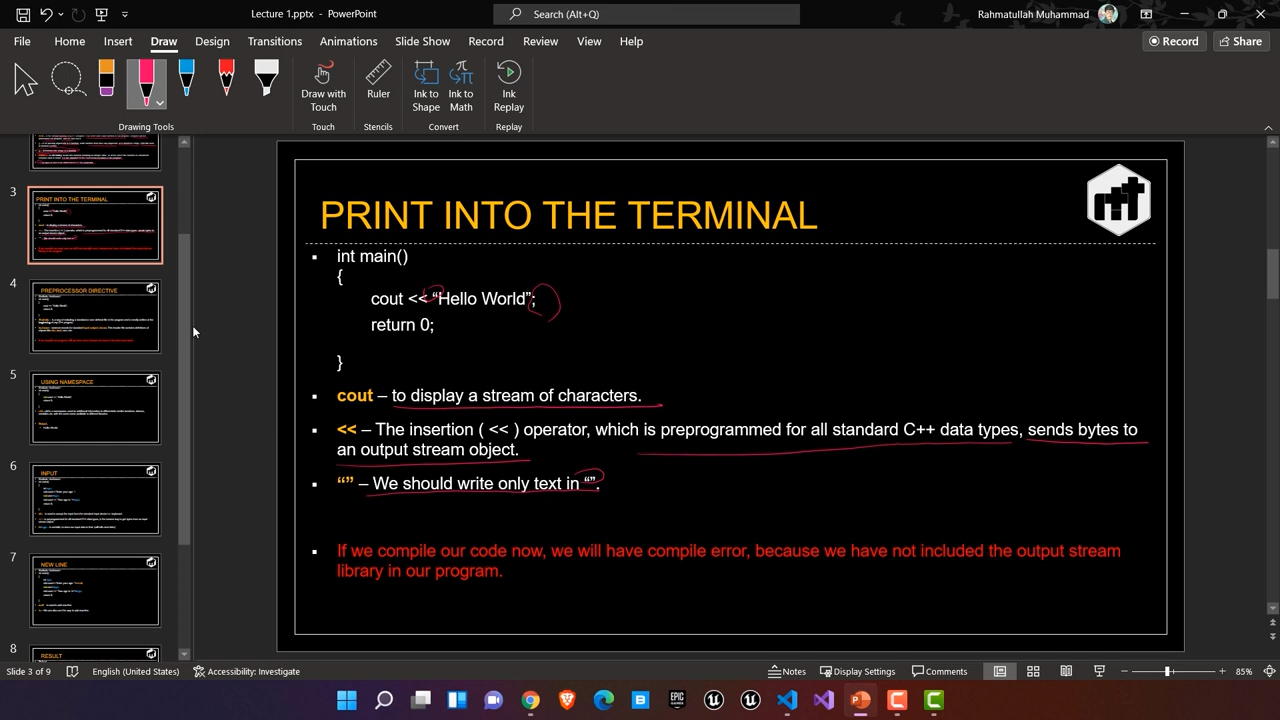 Lecture 1.pptx - PowerPoint
Search (Alt+Q)
Rahmatullah Muhammad
File Home Insert Draw Design Transitions Slide Show Animations Record Review View Help
Record
Share
Draw with Touch
Ruler
Ink to Shape
Ink to Math
Ink Replay
Drawing Tools
Touch
Stencils
Convert
Replay
3
PRINT INTO THE TERMINAL
4
PREPROCESSOR DIRECTIVE
5
USING NAMESPACE
6
INPUT
7
NEW LINE
8
RESULT
PRINT INTO THE TERMINAL
▪ int main()
{
cout << “Hello World”;
return 0;
}
▪ cout – to display a stream of characters.
▪ << – The insertion ( << ) operator, which is preprogrammed for all standard C++ data types, sends bytes to
an output stream object.
▪ “” – We should write only text in “”.
▪ If we compile our code now, we will have compile error, because we have not included the output stream
library in our program.
Slide 3 of 9
English (United States)
Accessibility: Investigate
Notes
Display Settings
Comments
85%